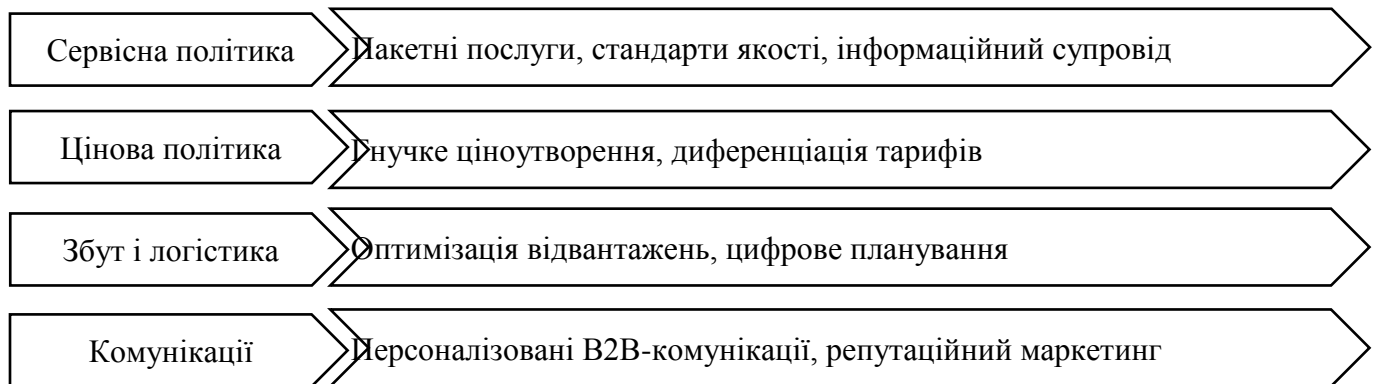 Сервісна політика
Пакетні послуги, стандарти якості, інформаційний супровід
Цінова політика
Гнучке ціноутворення, диференціація тарифів
Збут і логістика
Оптимізація відвантажень, цифрове планування
Комунікації
Персоналізовані B2B-комунікації, репутаційний маркетинг